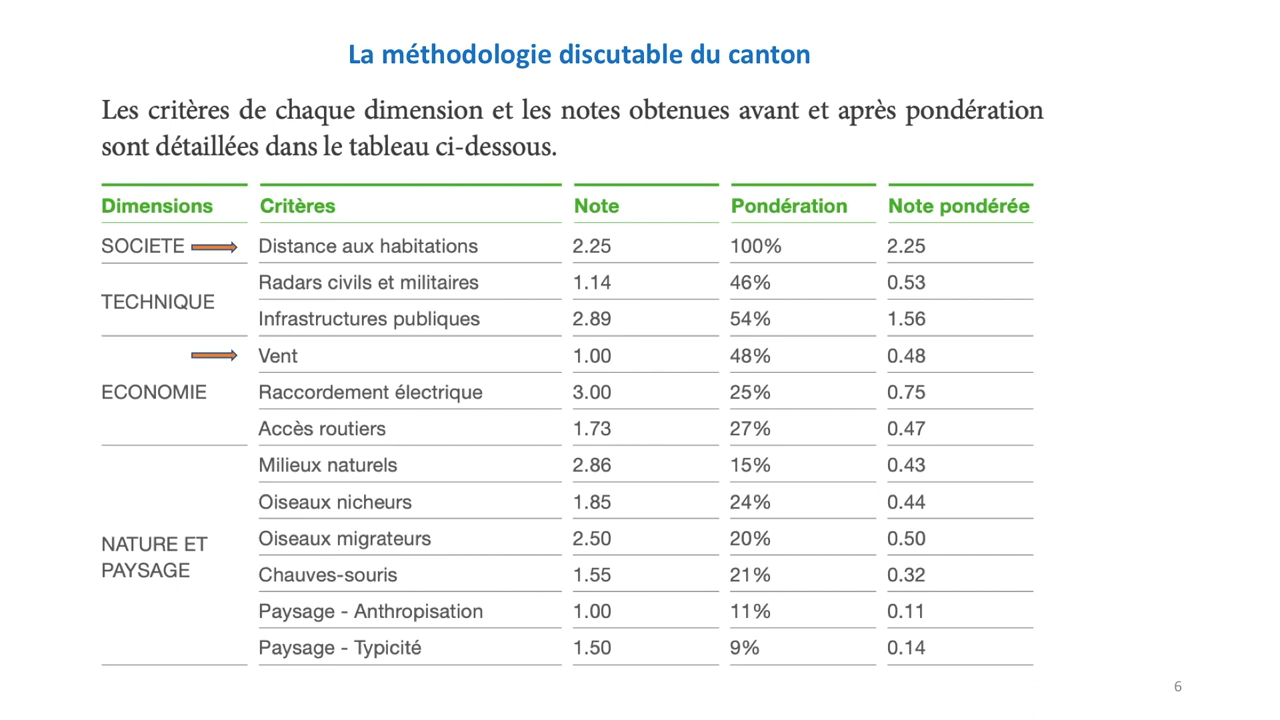 La méthodologie discutable du canton
Les critères de chaque dimension et les notes obtenues avant et après pondération
sont détaillées dans le tableau ci-dessous.
Dimensions Critères Note Pondération Note pondérée
SOCIETE Distance aux habitations 2.25 100% 2.25
TECHNIQUE
Radars civils et militaires 1.14 46% 0.53
Infrastructures publiques 2.89 54% 1.56
ECONOMIE
Vent 1.00 48% 0.48
Raccordement électrique 3.00 25% 0.75
Accès routiers 1.73 27% 0.47
NATURE ET
PAYSAGE
Milieux naturels 2.86 15% 0.43
Oiseaux nicheurs 1.85 24% 0.44
Oiseaux migrateurs 2.50 20% 0.50
Chauves-souris 1.55 21% 0.32
Paysage - Anthropisation 1.00 11% 0.11
Paysage - Typicité 1.50 9% 0.14
6